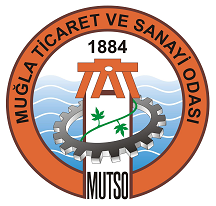 MUĞLA TİCARET VE SANAYİ ODASI
1884
MUTSO